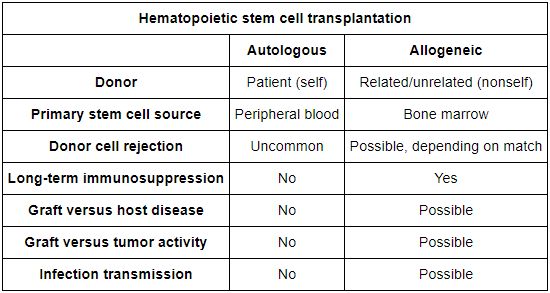 Hematopoietic stem cell transplantation
Autologous Allogeneic
Donor Patient (self) Related/unrelated (nonself)
Primary stem cell source Peripheral blood Bone marrow
Donor cell rejection Uncommon Possible, depending on match
Long-term immunosuppression No Yes
Graft versus host disease No Possible
Graft versus tumor activity No Possible
Infection transmission No Possible